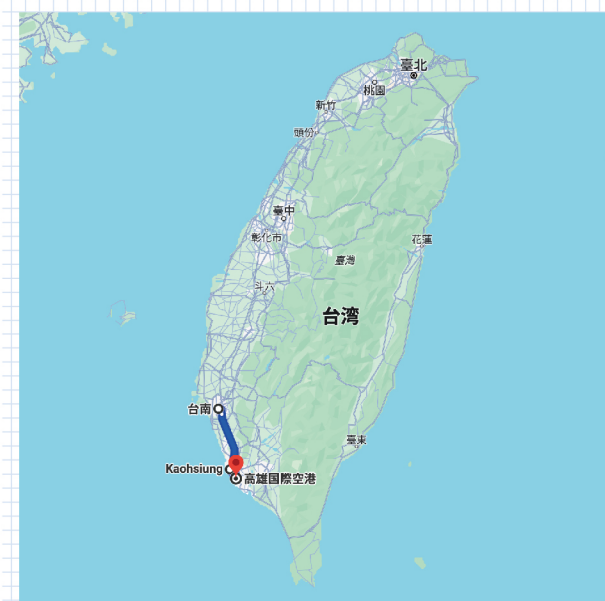 臺北
桃園
新竹
頭份
臺中
彰化市
花蓮
臺灣
斗六
台湾
台南
臺東
Kaohsiung
高雄国際空港